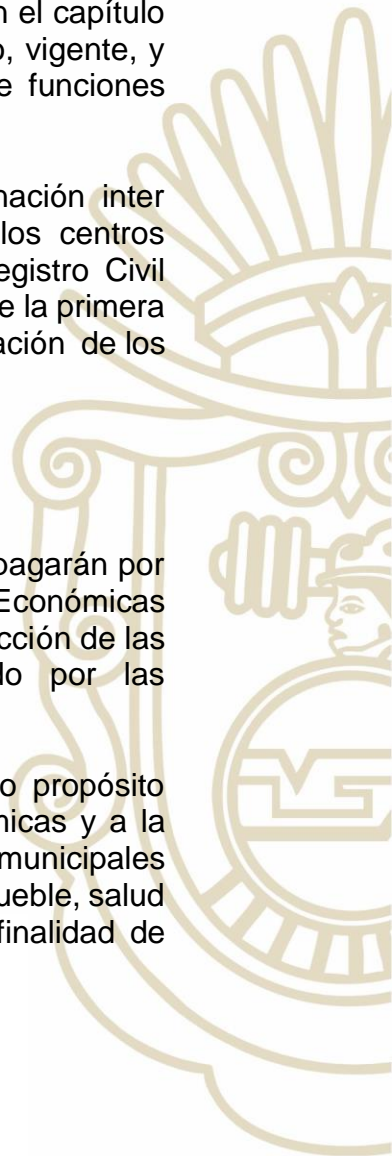 el capítulo
o, vigente, y
e funciones
nación inter
los centros
egistro Civil
e la primera
ación de los
pagarán por
Económicas
cción de las
do por las
o propósito
nicas y a la
municipales
ueble, salud
finalidad de